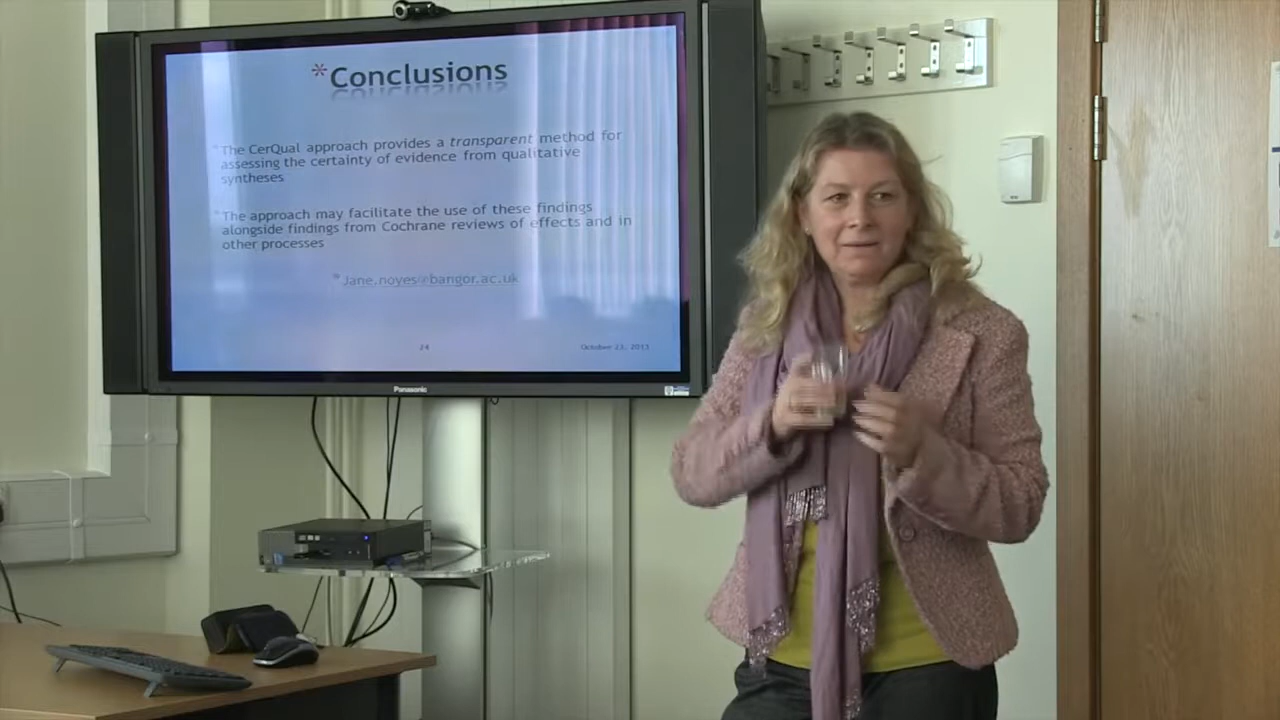 *Conclusions
*The CerQual approach provides a transparent method for
assessing the certainty of evidence from qualitative
syntheses
*The approach may facilitate the use of these findings
alongside findings from Cochrane reviews of effects and in
other processes
*Jane.noyes@bangor.ac.uk
24
October 23, 2013
Panasonic